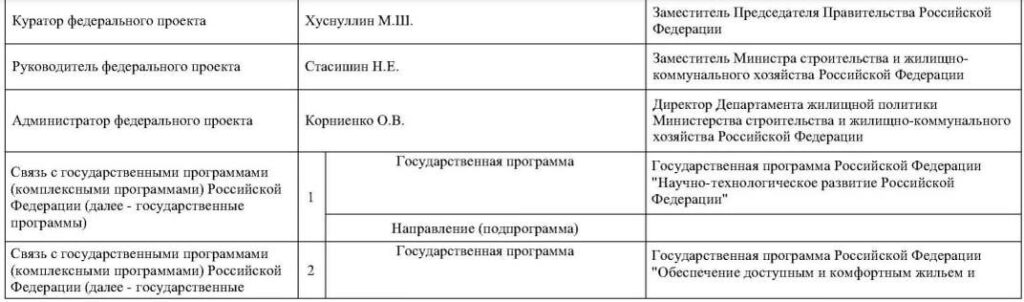 Куратор федерального проекта
Хуснуллин М.Ш.
Заместитель Председателя Правительства Российской
Федерации
Руководитель федерального проекта
Стасишин Н.Е.
Заместитель Министра строительства и жилищно-
коммунального хозяйства Российской Федерации
Администратор федерального проекта
Корниенко О.В.
Директор Департамента жилищной политики
Министерства строительства и жилищно-коммунального
хозяйства Российской Федерации
Связь с государственными программами
(комплексными программами) Российской
Федерации (далее - государственные
программы)
1
Государственная программа
Государственная программа Российской Федерации
"Научно-технологическое развитие Российской
Федерации"
Направление (подпрограмма)
Связь с государственными программами
(комплексными программами) Российской
Федерации (далее - государственные
2
Государственная программа
Государственная программа Российской Федерации
"Обеспечение доступным и комфортным жильем и